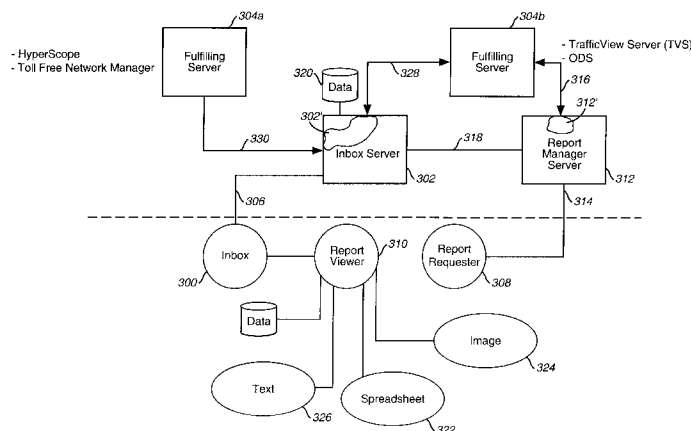 304a
304b
- HyperScope
- Toll Free Network Manager
Fulfilling
Server
Fulfilling
Server
- TrafficView Server (TVS)
- ODS
320
Data
328
316
302'
312'
330
Inbox Server
318
Report
Manager
Server
302
312
306
314
310
Inbox
Report
Viewer
Report
Requester
300
308
Data
Image
324
Text
Spreadsheet
326
322